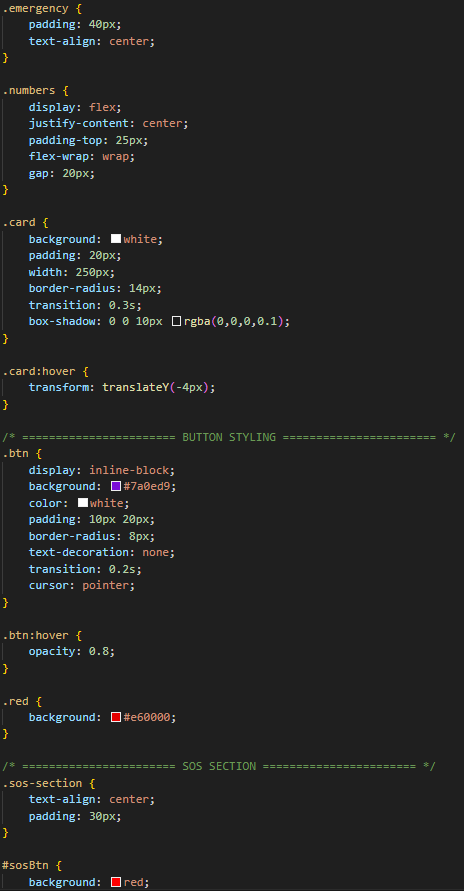 .emergency {
    padding: 40px;
    text-align: center;
}

.numbers {
    display: flex;
    justify-content: center;
    padding-top: 25px;
    flex-wrap: wrap;
    gap: 20px;
}

.card {
    background: white;
    padding: 20px;
    width: 250px;
    border-radius: 14px;
    transition: 0.3s;
    box-shadow: 0 0 10px rgba(0,0,0,0.1);
}

.card:hover {
    transform: translateY(-4px);
}

/* ======================= BUTTON STYLING ======================= */
.btn {
    display: inline-block;
    background: #7a0ed9;
    color: white;
    padding: 10px 20px;
    border-radius: 8px;
    text-decoration: none;
    transition: 0.2s;
    cursor: pointer;
}

.btn:hover {
    opacity: 0.8;
}

.red {
    background: #e60000;
}

/* ======================= SOS SECTION ======================= */
.sos-section {
    text-align: center;
    padding: 30px;
}

#sosBtn {
    background: red;